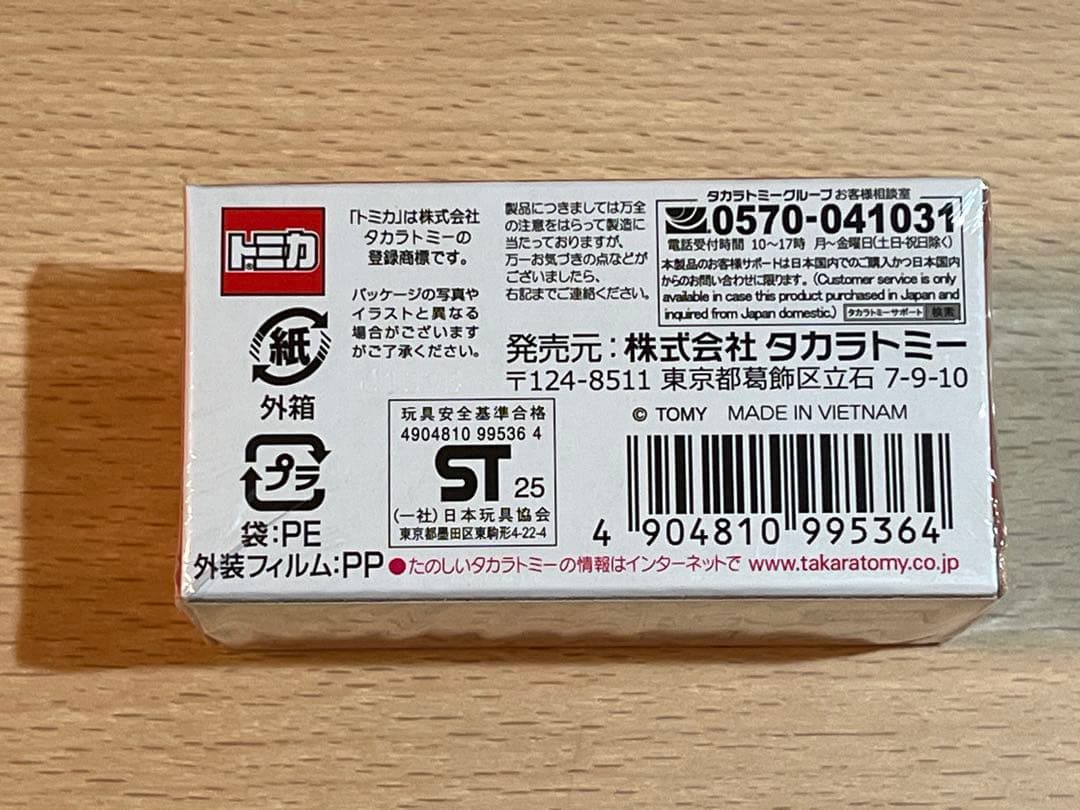 トミカ®
「トミカ」は株式会社
タカラトミーの
登録商標です。
パッケージの写真や
イラストと異なる
場合がございます
がご了承ください。
製品につきましては万全
の注意をはらって製造に
当たっておりますが、
万一お気づきの点などが
ございましたら、
右記までご連絡ください。
タカラトミーグループ お客様相談室
0570-041031
電話受付時間 10〜17時 月〜金曜日(土日・祝日除く)
本製品のお客様サポートは日本国内でのご購入かつ日本国内
からのお問い合わせに限ります。(Customer service is only
available in case this product purchased in Japan and
inquired from Japan domestic.) タカラトミーサポート 検索
発売元:株式会社 タカラトミー
〒124-8511 東京都葛飾区立石 7-9-10
© TOMY MADE IN VIETNAM
紙
外箱
プラ
袋:PE
外装フィルム:PP
玩具安全基準合格
4904810 99536 4
ST 25
(一社)日本玩具協会
東京都墨田区東駒形4-22-4
4 904810 995364
●たのしいタカラトミーの情報はインターネットで www.takaratomy.co.jp